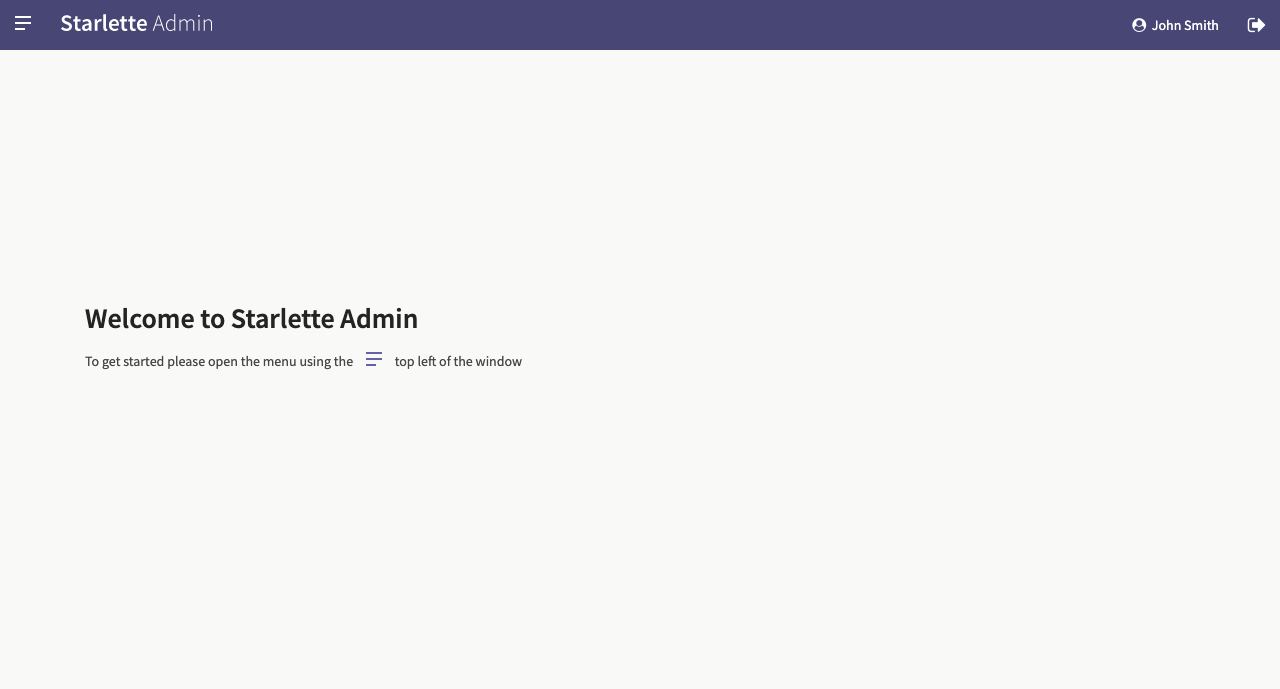 Starlette Admin
John Smith
Welcome to Starlette Admin
To get started please open the menu using the top left of the window